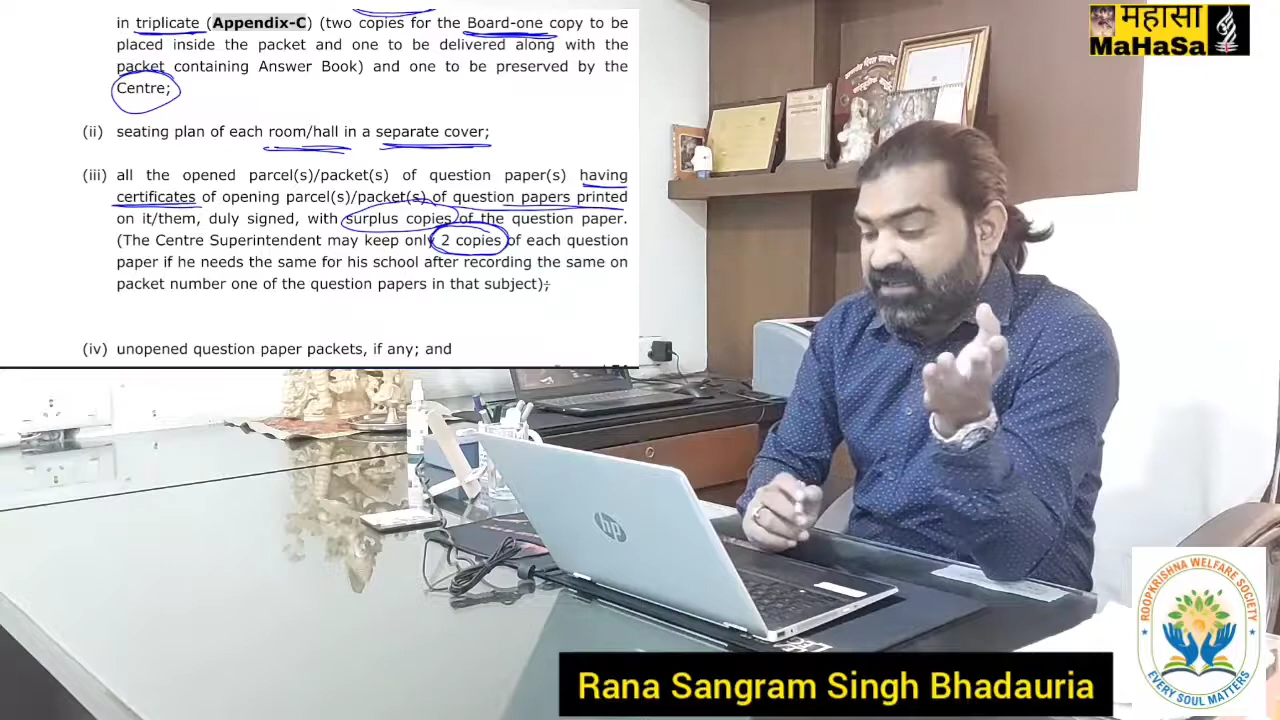 in triplicate (Appendix-C) (two copies for the Board-one copy to be
placed inside the packet and one to be delivered along with the
packet containing Answer Book) and one to be preserved by the
Centre;
(ii) seating plan of each room/hall in a separate cover;
(iii) all the opened parcel(s)/packet(s) of question paper(s) having
certificates of opening parcel(s)/packet(s) of question papers printed
on it/them, duly signed, with surplus copies of the question paper.
(The Centre Superintendent may keep only 2 copies of each question
paper if he needs the same for his school after recording the same on
packet number one of the question papers in that subject);
(iv) unopened question paper packets, if any; and
महासा
MaHaSa
hp
ROOPKRISHNA WELFARE SOCIETY
EVERY SOUL MATTERS
Rana Sangram Singh Bhadauria